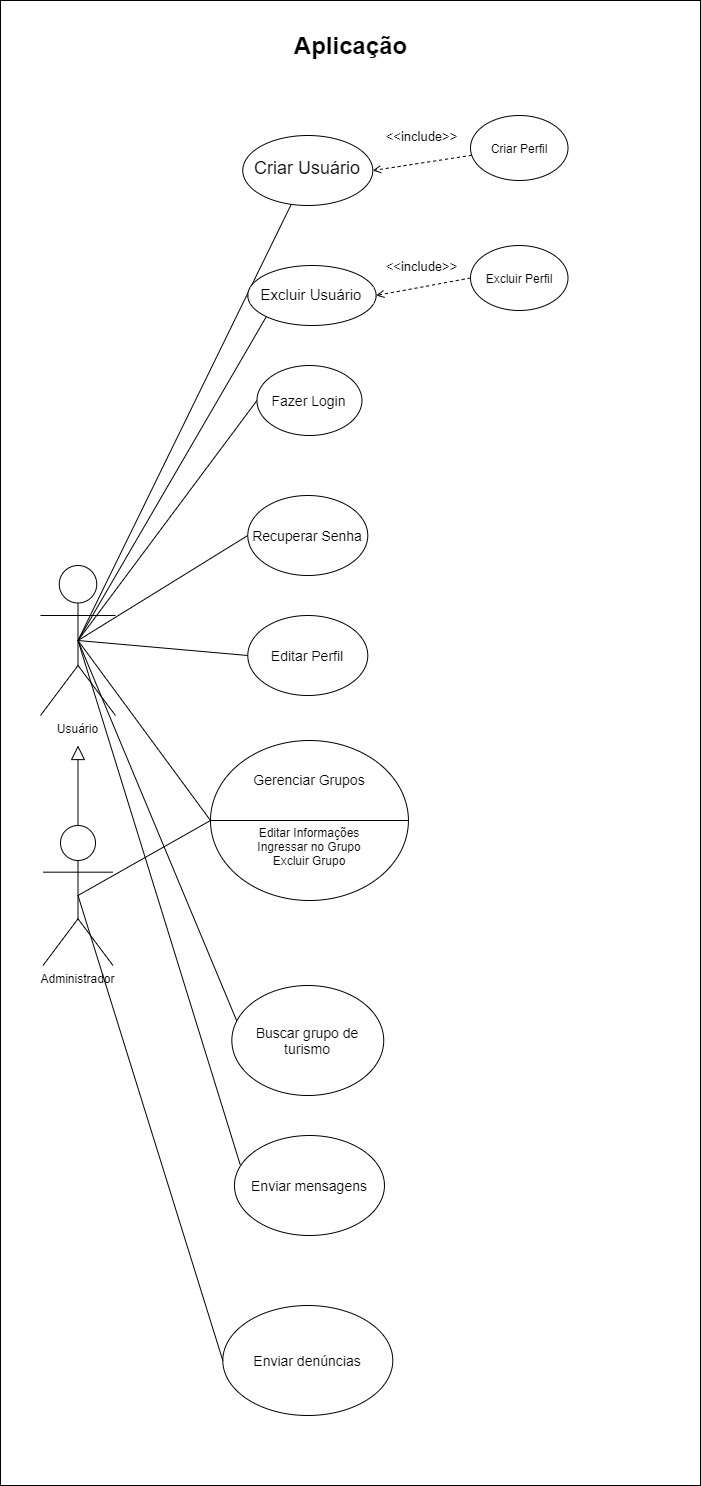 Aplicação
Criar Usuário
<<include>>
Criar Perfil
Excluir Usuário
<<include>>
Excluir Perfil
Fazer Login
Recuperar Senha
Editar Perfil
Usuário
Gerenciar Grupos
Editar Informações
Ingressar no Grupo
Excluir Grupo
Administrador
Buscar grupo de
turismo
Enviar mensagens
Enviar denúncias